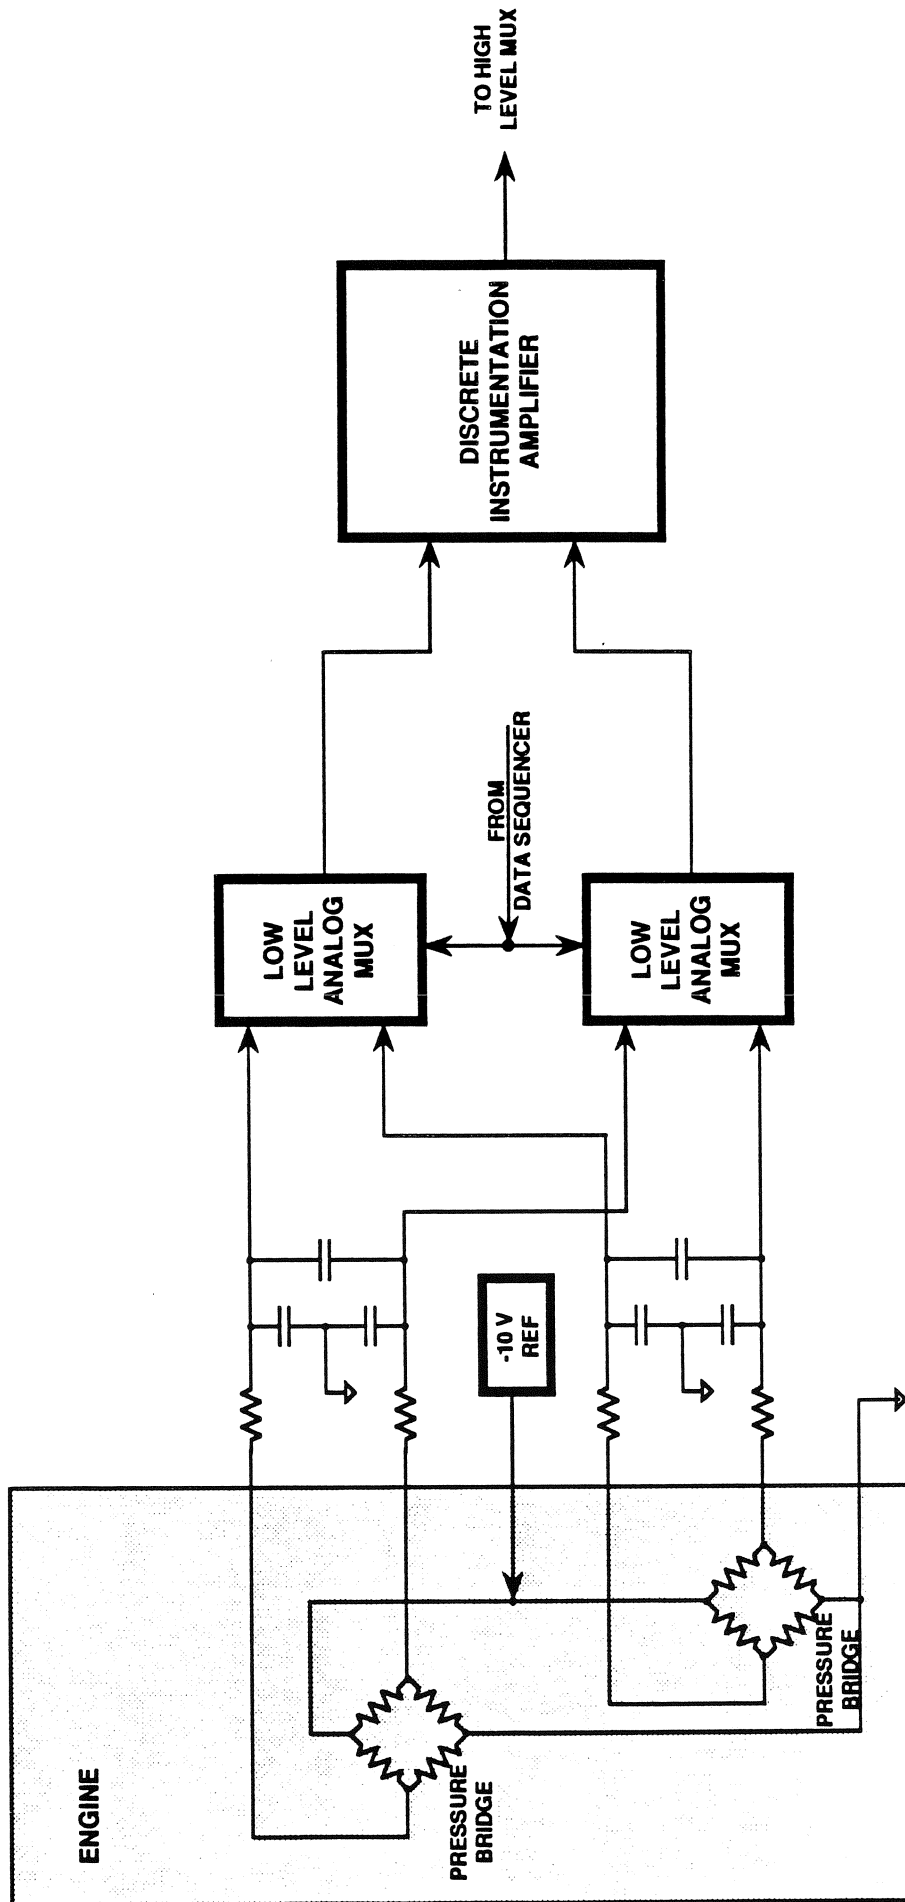 ENGINE
PRESSURE
BRIDGE
PRESSURE
BRIDGE
-10 V
REF
LOW
LEVEL
ANALOG
MUX
LOW
LEVEL
ANALOG
MUX
FROM
DATA SEQUENCER
DISCRETE
INSTRUMENTATION
AMPLIFIER
TO HIGH
LEVEL MUX